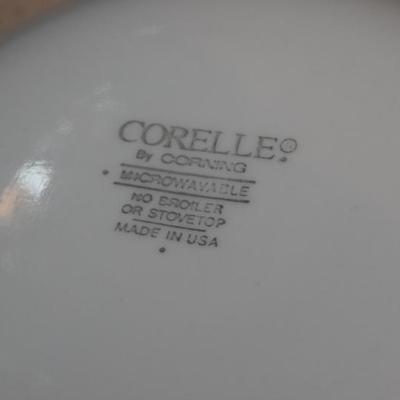 CORELLE®
By CORNING
MICROWAVABLE
NO BROILER
OR STOVETOP
MADE IN USA